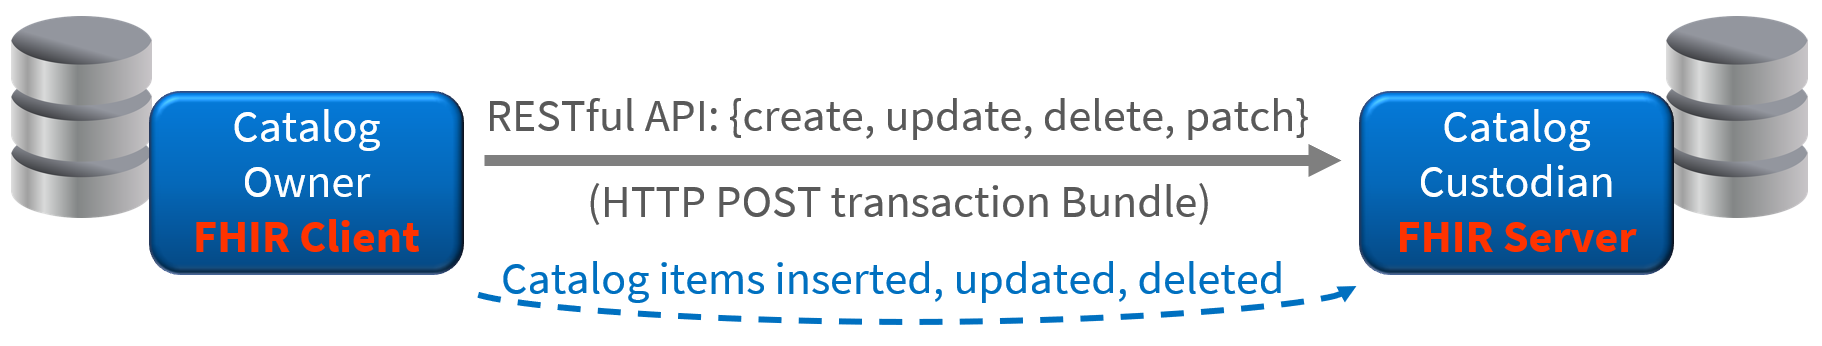 Catalog
Owner
FHIR Client
RESTful API: {create, update, delete, patch}
(HTTP POST transaction Bundle)
Catalog items inserted, updated, deleted
Catalog
Custodian
FHIR Server